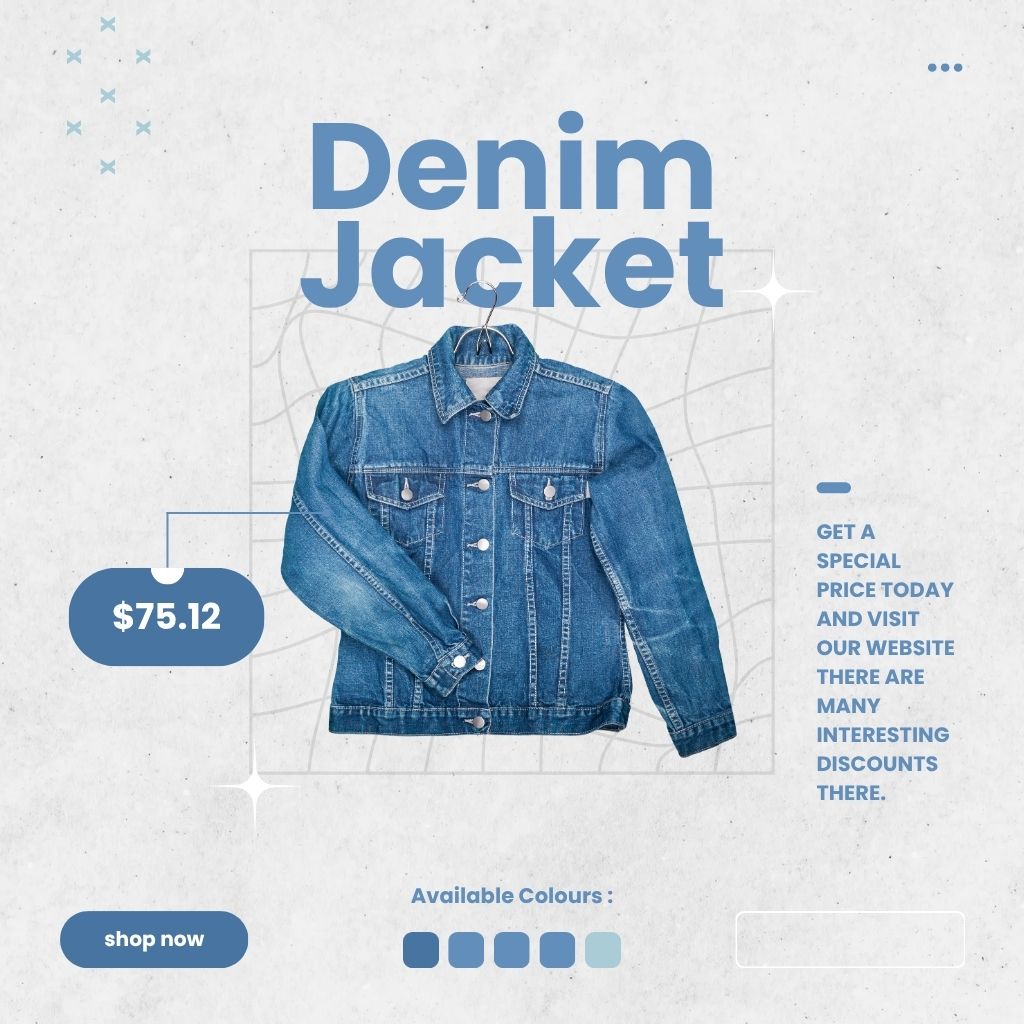 Denim
Jacket
$75.12
GET A
SPECIAL
PRICE TODAY
AND VISIT
OUR WEBSITE
THERE ARE
MANY
INTERESTING
DISCOUNTS
THERE.
Available Colours :
shop now